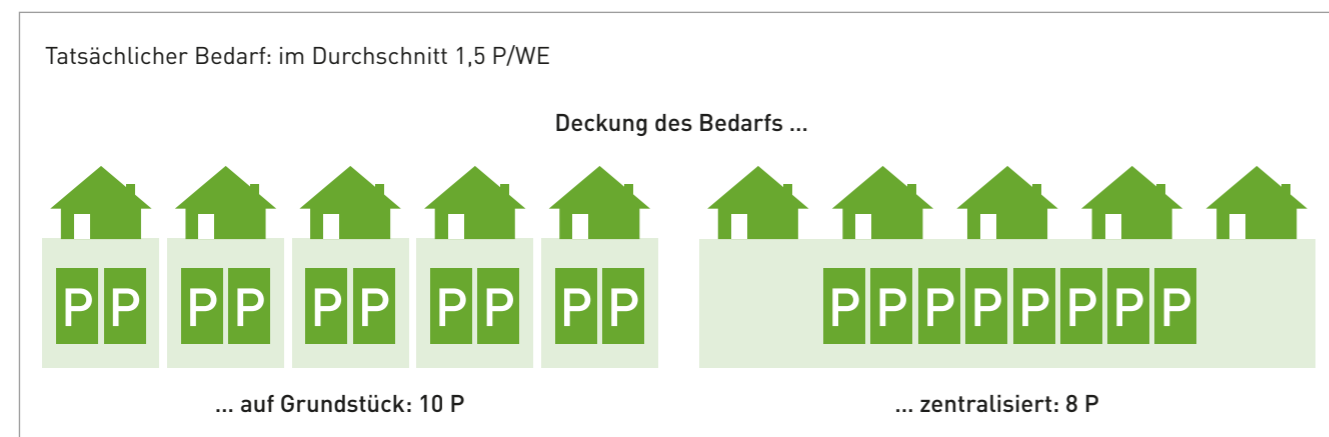 Tatsächlicher Bedarf: im Durchschnitt 1,5 P/WE
Deckung des Bedarfs ...
P P P P P P P P P P
P P P P P P P P
... auf Grundstück: 10 P
... zentralisiert: 8 P